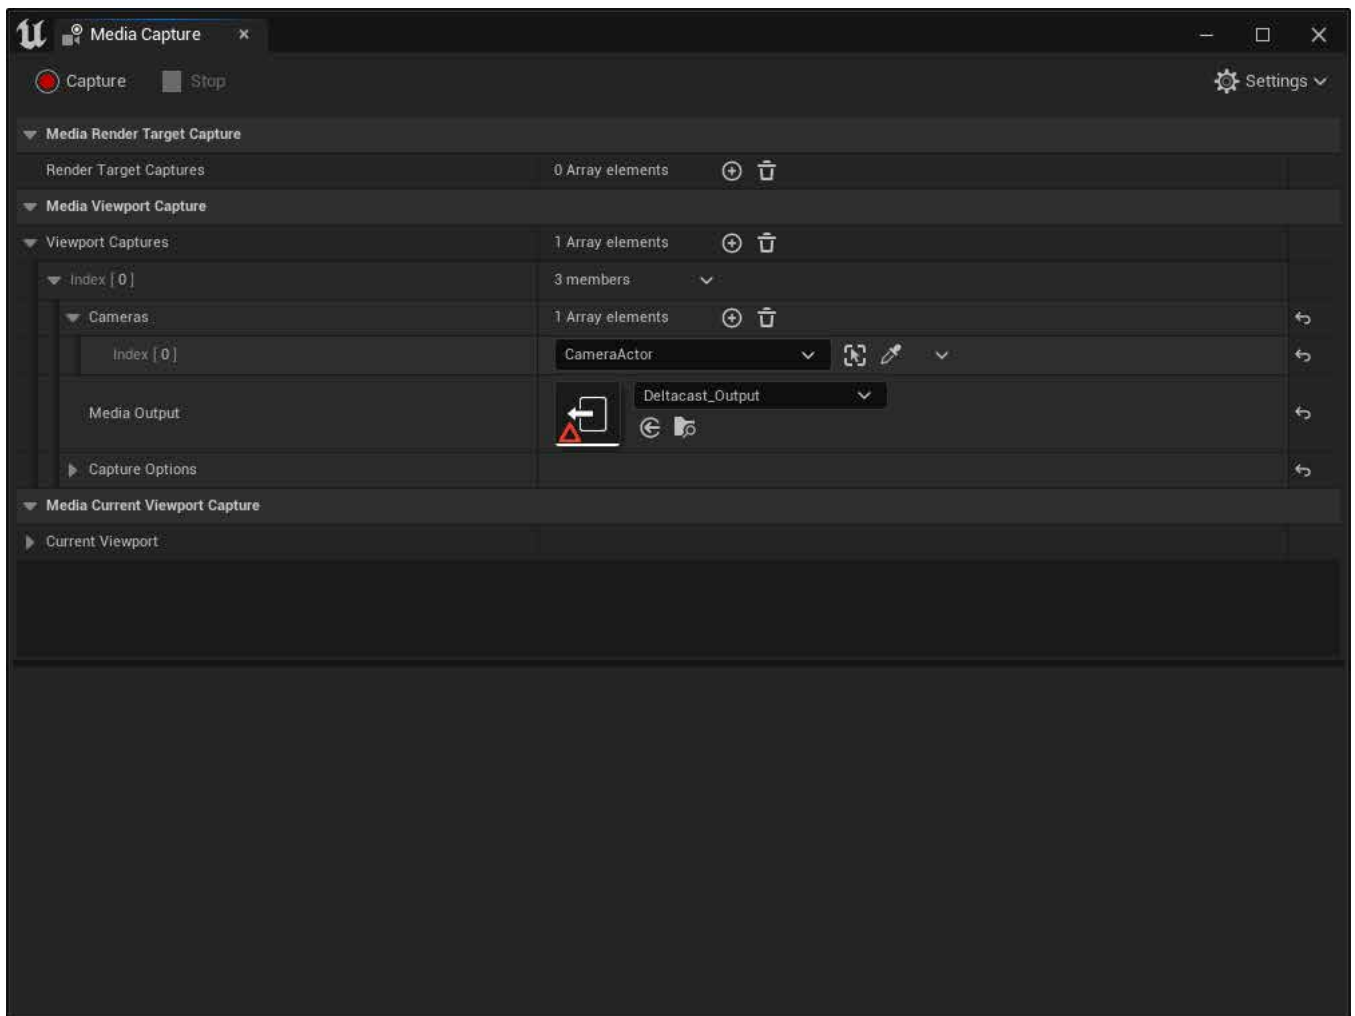 Media Capture
Capture Stop Settings
Media Render Target Capture
Render Target Captures 0 Array elements
Media Viewport Capture
Viewport Captures 1 Array elements
Index [ 0 ] 3 members
Cameras 1 Array elements
Index [ 0 ] CameraActor
Deltacast_Output
Media Output
Capture Options
Media Current Viewport Capture
Current Viewport